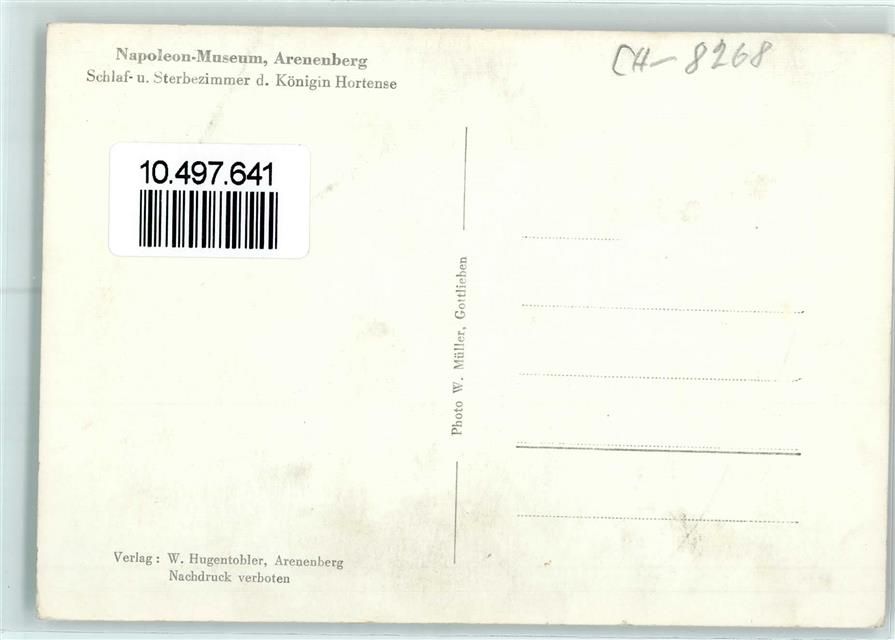 Napoleon-Museum, Arenenberg
Schlaf- u. Sterbezimmer d. Königin Hortense
CH- 8268
10.497.641
Photo W. Müller, Gottlieben
Verlag: W. Hugentobler, Arenenberg
Nachdruck verboten